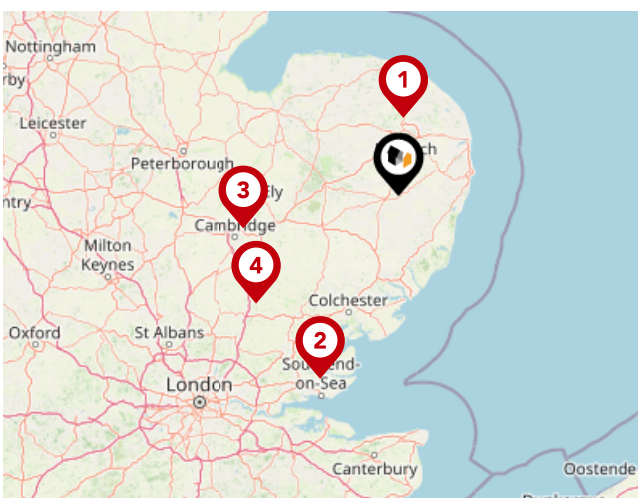 Nottingham
rby
1
Leicester
ch
Peterborough
3
Ely
ntry
Cambridge
Milton
Keynes
4
Colchester
Oxford
St Albans
2
London
on-Sea
Canterbury
Oostende